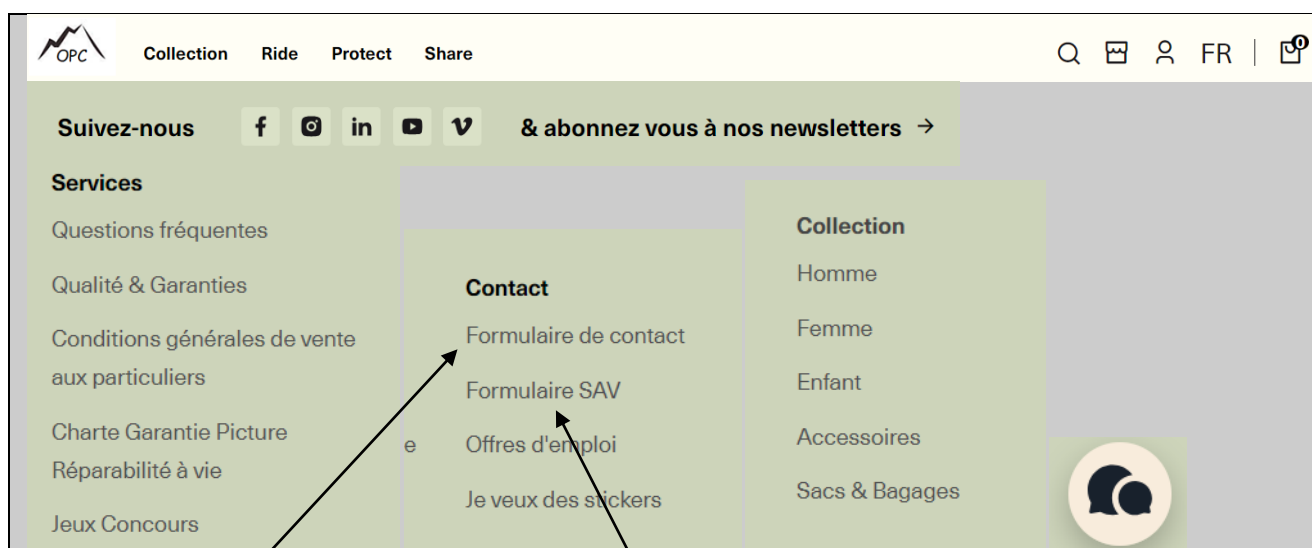 OPC
Collection Ride Protect Share
FR
0
Suivez-nous
& abonnez vous à nos newsletters →
Services
Questions fréquentes
Qualité & Garanties
Conditions générales de vente
aux particuliers
Charte Garantie Picture
Réparabilité à vie
Jeux Concours
e
Contact
Formulaire de contact
Formulaire SAV
Offres d'emploi
Je veux des stickers
Collection
Homme
Femme
Enfant
Accessoires
Sacs & Bagages